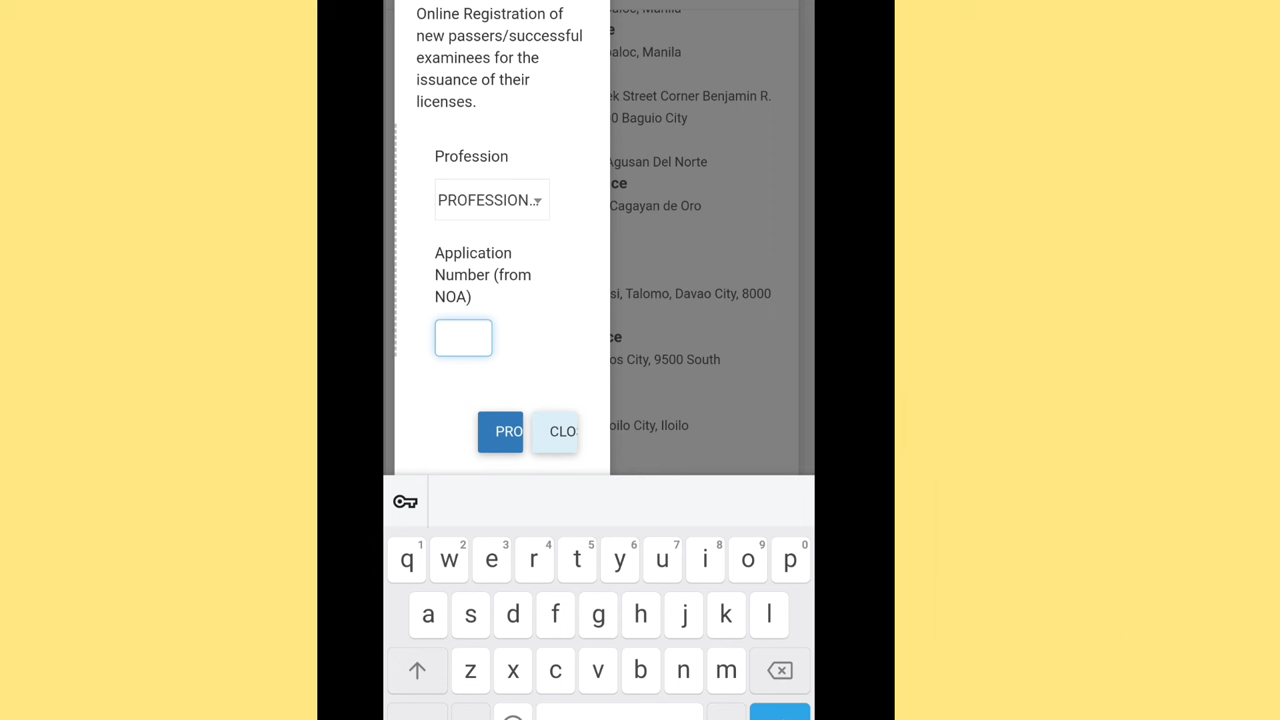 Online Registration of
new passers/successful
examinees for the
issuance of their
licenses.
Profession
PROFESSION...
Application
Number (from
NOA)
PRO
CLO
Manila
e
aloc, Manila
ek Street Corner Benjamin R.
0 Baguio City
Agusan Del Norte
ce
Cagayan de Oro
si, Talomo, Davao City, 8000
ce
os City, 9500 South
oilo City, Iloilo
1 2 3 4 5 6 7 8 9 0
q w e r t y u i o p
a s d f g h j k l
z x c v b n m